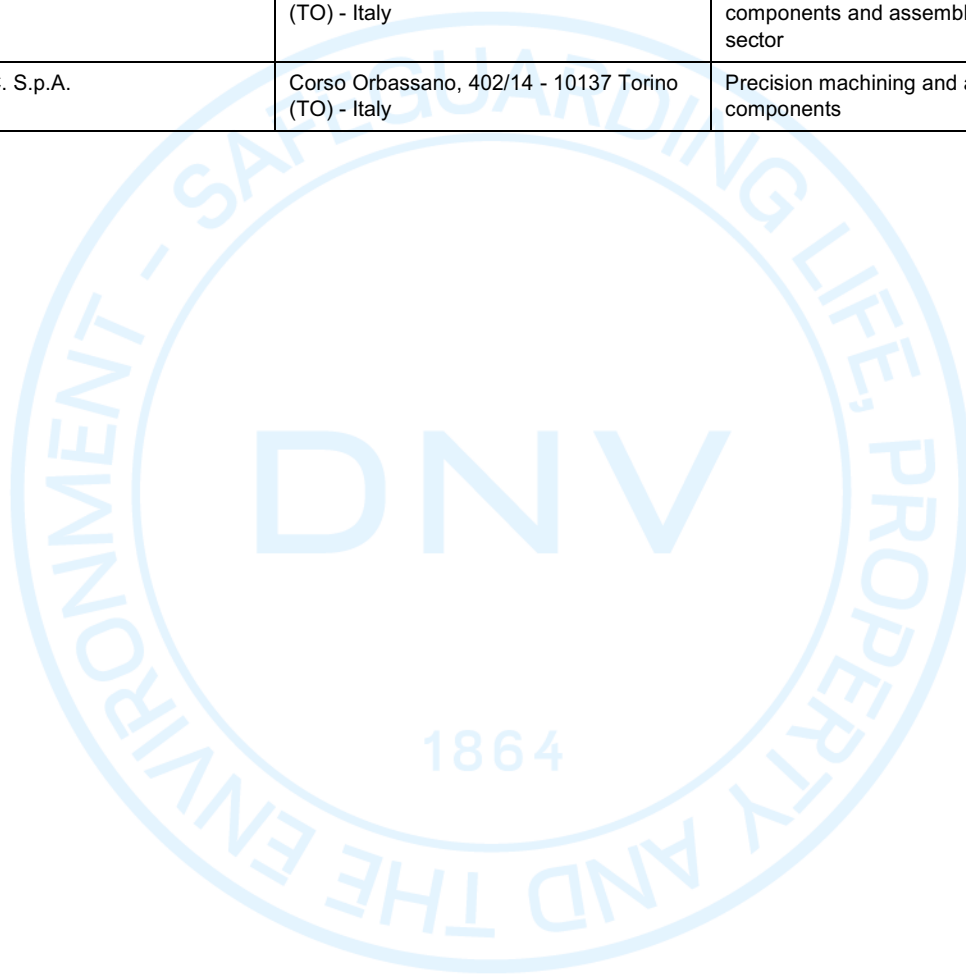 (TO) - Italy
components and
sector
. S.p.A.
Corso Orbassano, 402/14 - 10137 Torino
(TO) - Italy
Precision machining and
components
SAFEGUARDING LIFE, PROPERTY AND THE ENVIRONMENT -
DNV
1864